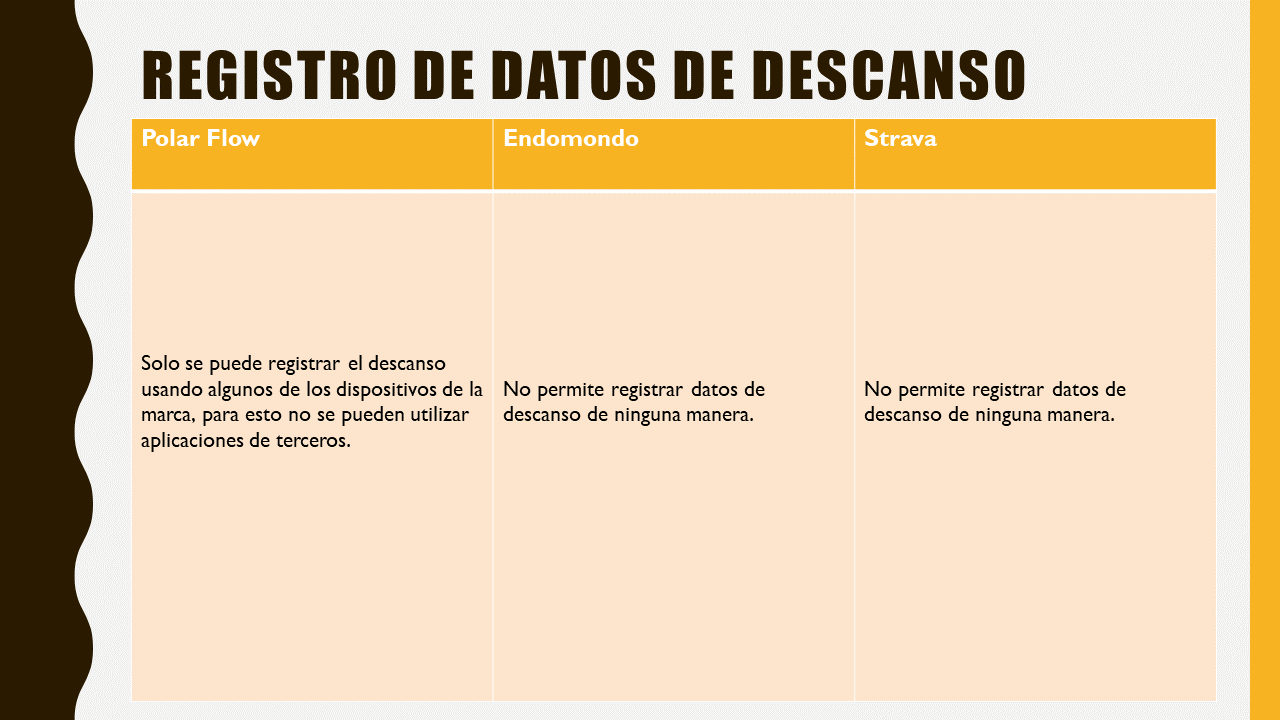 REGISTRO DE DATOS DE DESCANSO
Polar Flow
Endomondo
Strava
Solo se puede registrar el descanso
usando algunos de los dispositivos de la
marca, para esto no se pueden utilizar
aplicaciones de terceros.
No permite registrar datos de
descanso de ninguna manera.
No permite registrar datos de
descanso de ninguna manera.